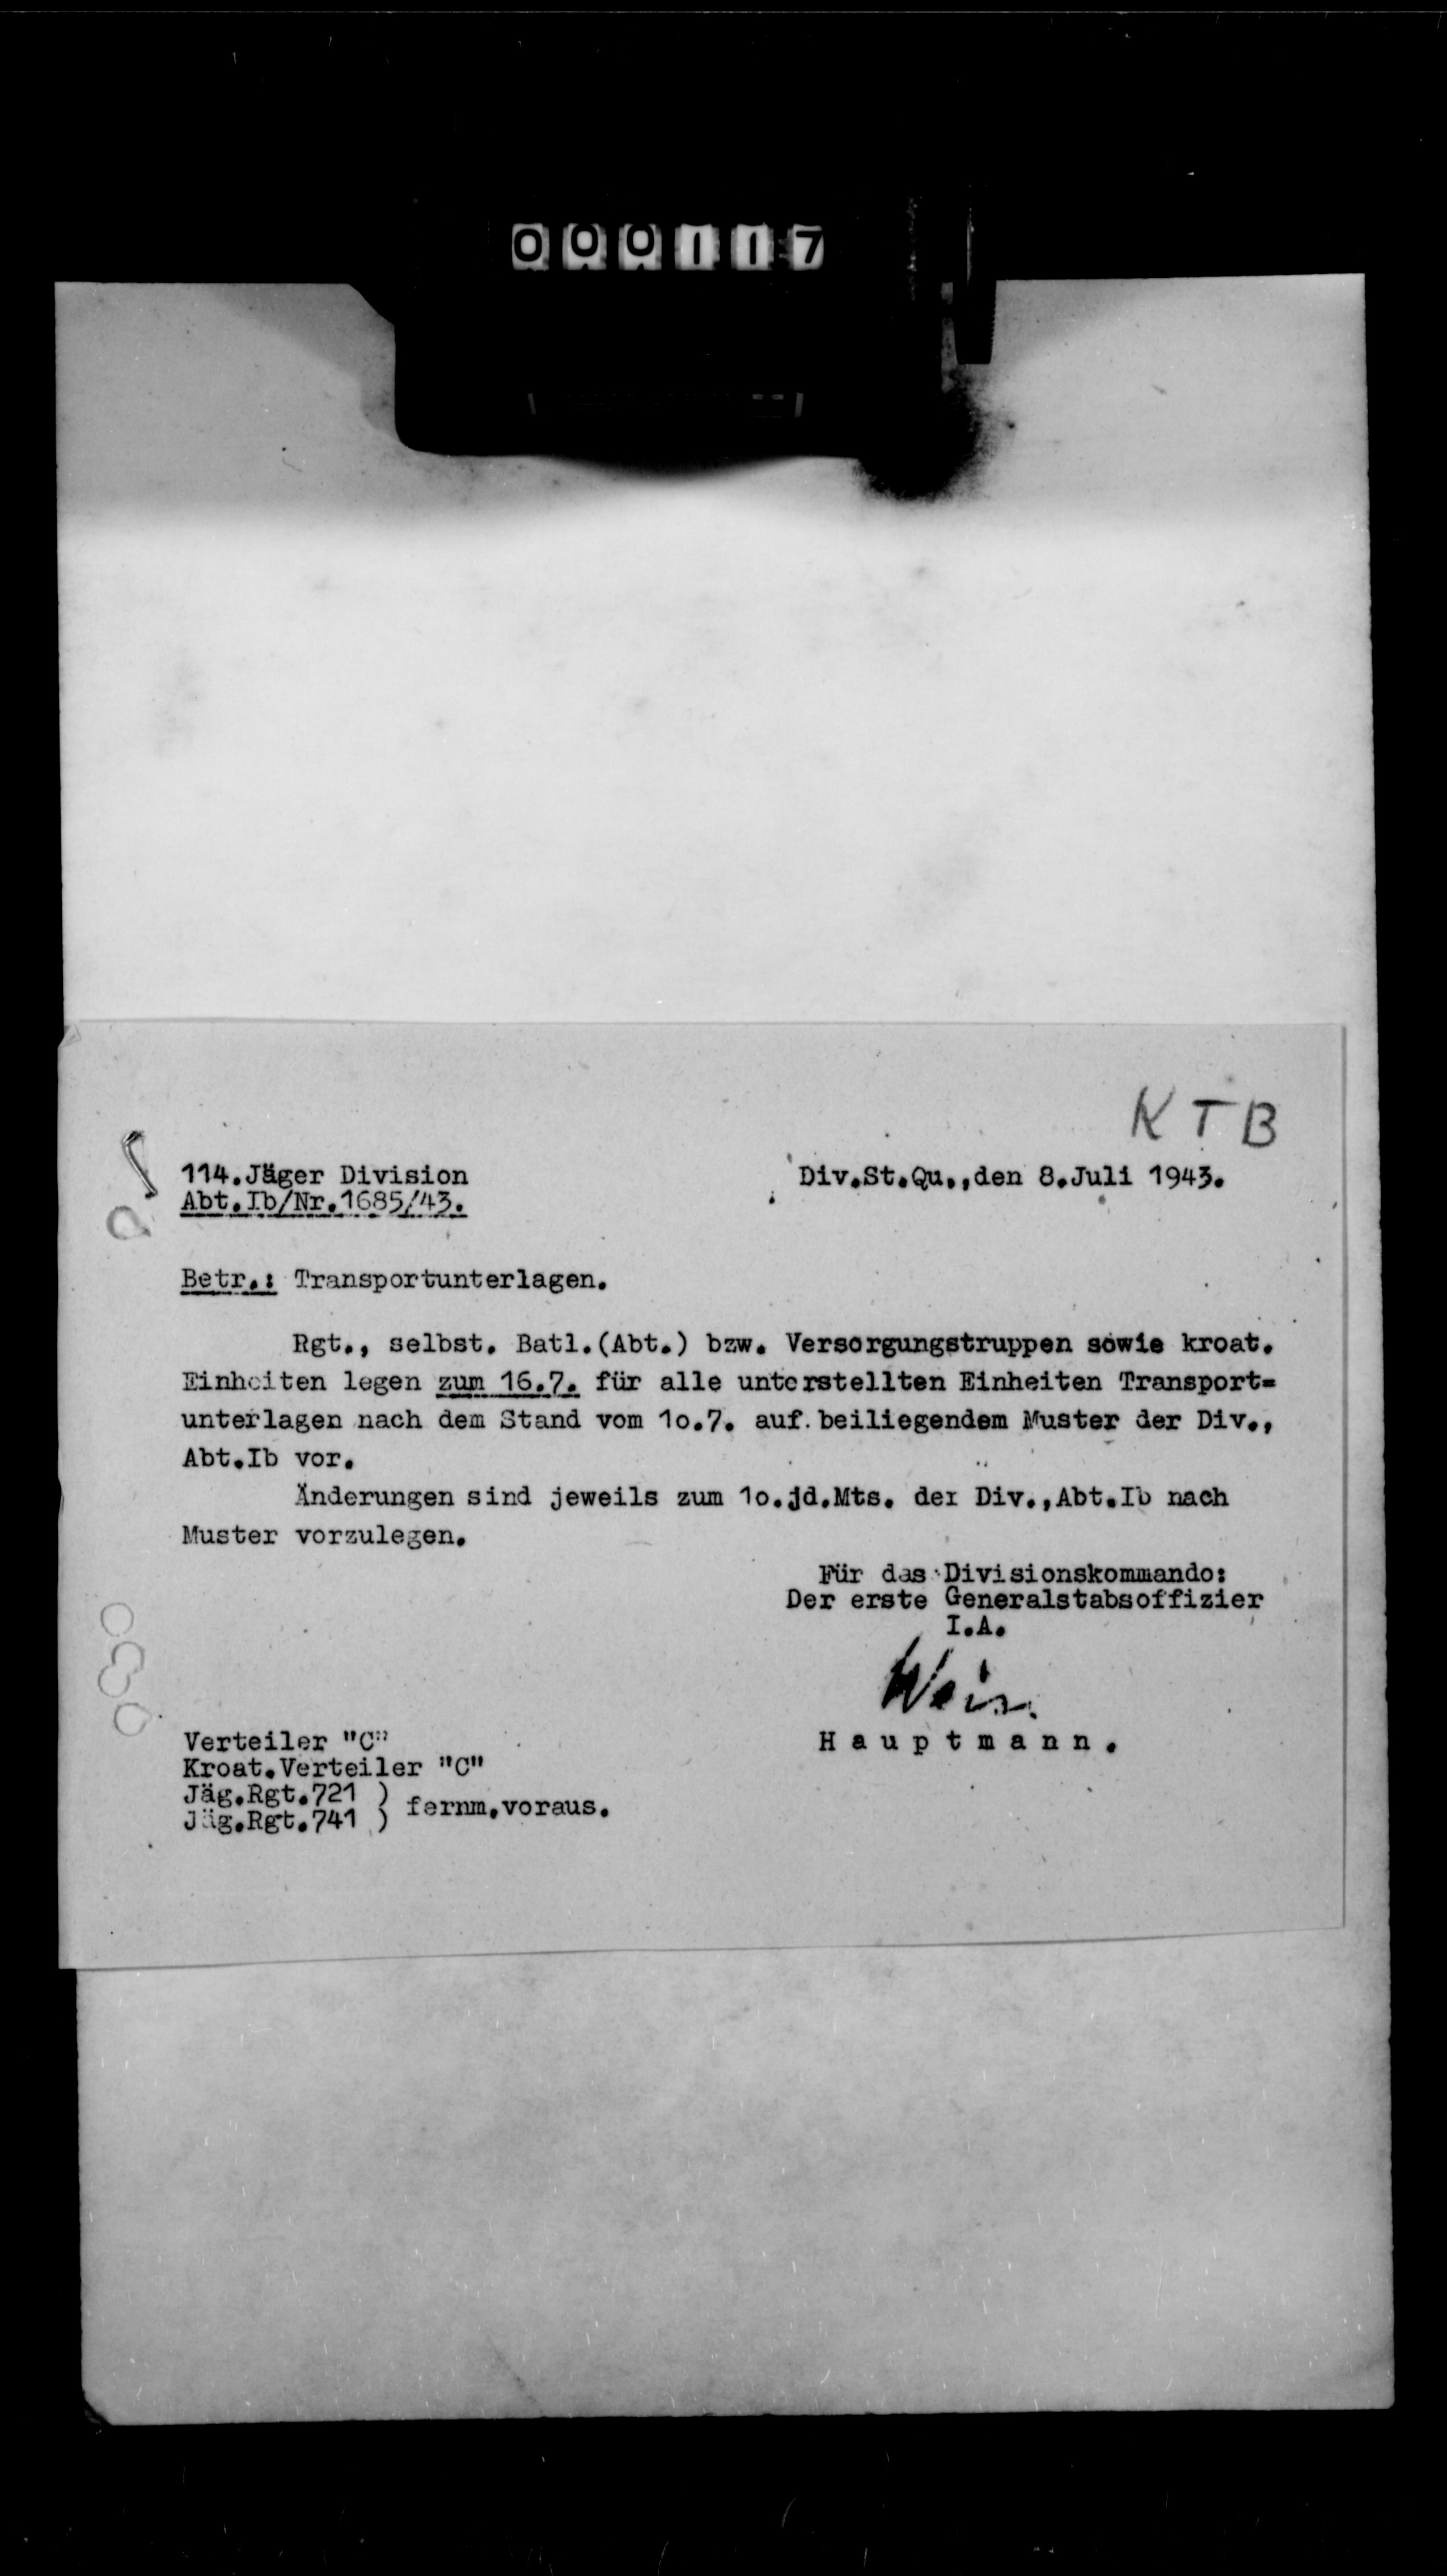 000117
KTB
114.Jäger Division
Div.St.Qu.,den 8.Juli 1943.
Abt.Ib/Nr.1685/43.
Betr.: Transportunterlagen.
Rgt., selbst. Batl.(Abt.) bzw. Versorgungstruppen sowie kroat.
Einheiten legen zum 16.7. für alle unterstellten Einheiten Transport=
unterlagen nach dem Stand vom 1o.7. auf beiliegendem Muster der Div.,
Abt.Ib vor.
Änderungen sind jeweils zum 1o.jd.Mts. der Div.,Abt.Ib nach
Muster vorzulegen.
Für das Divisionskommando:
Der erste Generalstabsoffizier
I.A.
Hauptmann.
Verteiler "C"
Kroat.Verteiler "C"
Jäg.Rgt.721 )
Jäg.Rgt.741 ) fernm.voraus.